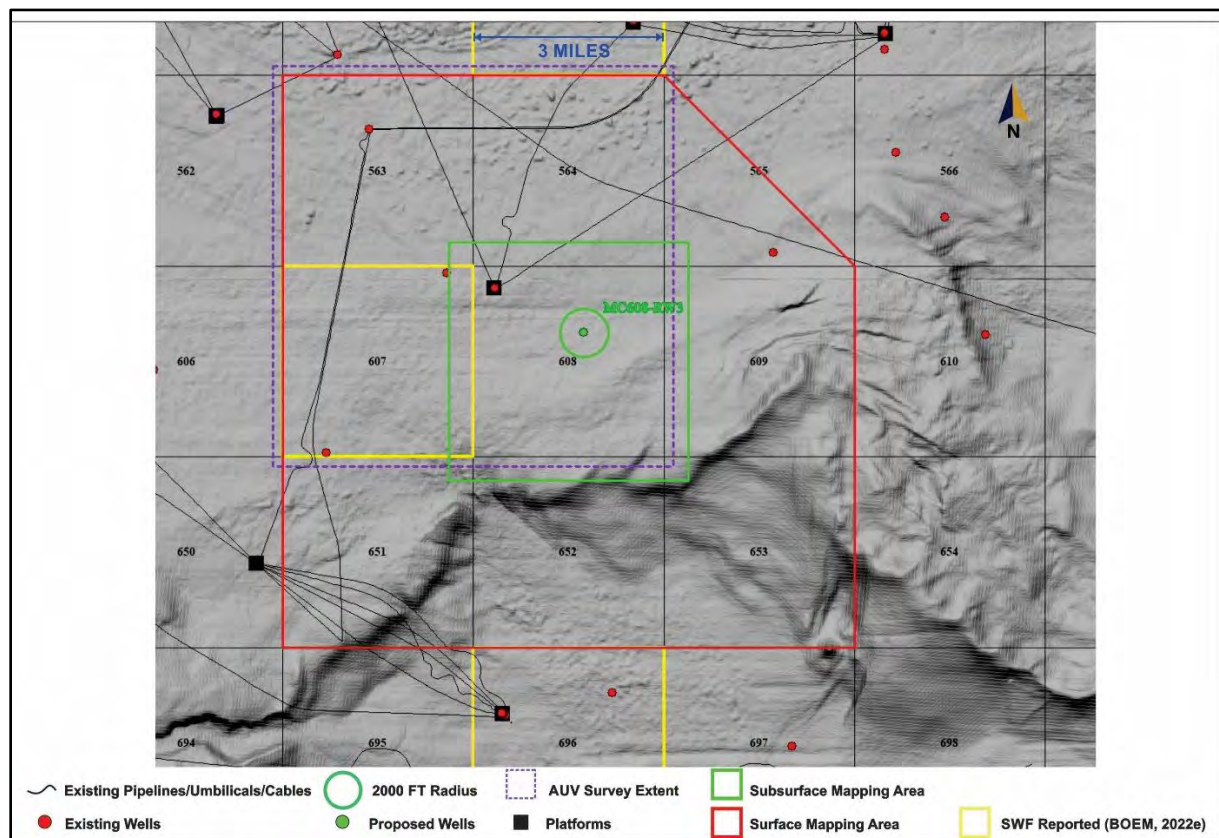 3 MILES
N
562
563
564
565
566
MC608-RW3
606
607
608
609
610
650
651
652
653
654
694
695
696
697
698
Existing Pipelines/Umbilicals/Cables
2000 FT Radius
AUV Survey Extent
Subsurface Mapping Area
Existing Wells
Proposed Wells
Platforms
Surface Mapping Area
SWF Reported (BOEM, 2022e)